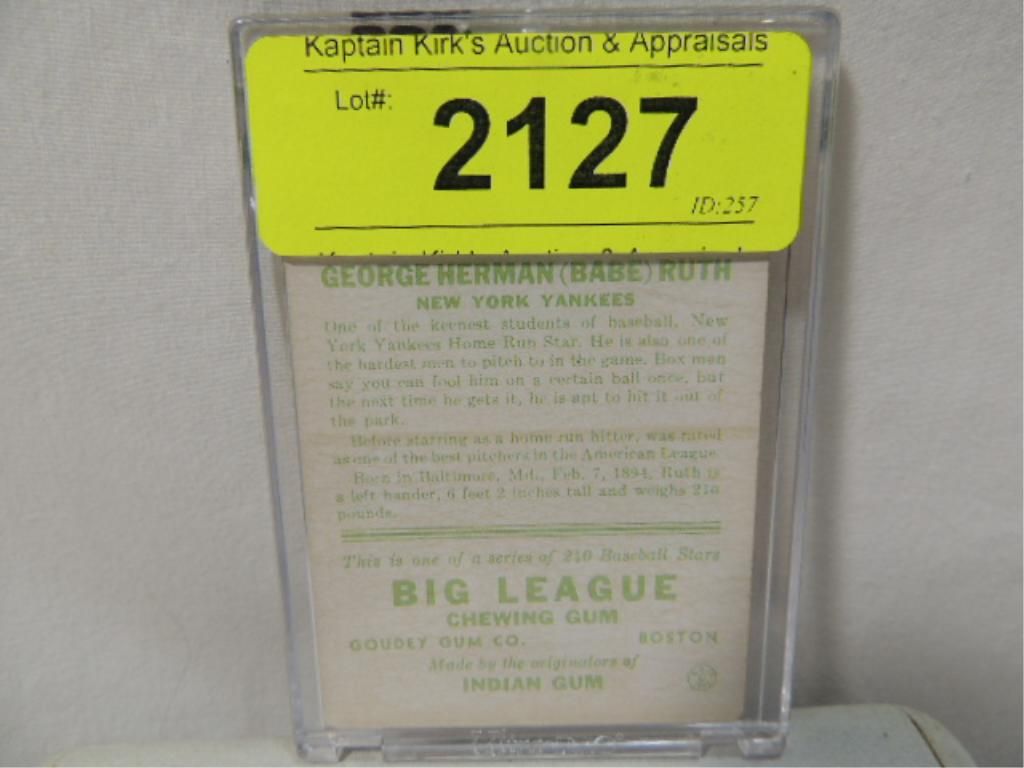 Kaptain Kirk's Auction & Appraisals
Lot#:
2127
ID:257
GEORGE HERMAN (BABE) RUTH
NEW YORK YANKEES
One of the keenest students of baseball, New
York Yankees Home Run Star. He is also one of
the hardest men to pitch to in the game. Box men
say you can fool him on a certain ball once, but
the next time he gets it, he is apt to hit it out of
the park.
Before starring as a home run hitter, was rated
as one of the best pitchers in the American League.
Born in Baltimore, Md., Feb. 7, 1894. Ruth is
a left hander, 6 feet 2 inches tall and weighs 210
pounds.
This is one of a series of 240 Baseball Stars
BIG LEAGUE
CHEWING GUM
GOUDEY GUM CO. BOSTON
Made by the originators of
INDIAN GUM